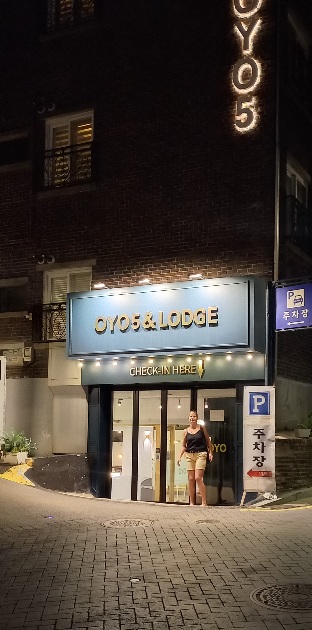 OYO5
OYO5 & LODGE
CHECK-IN HERE
P
주차장
P
주차장
OYO